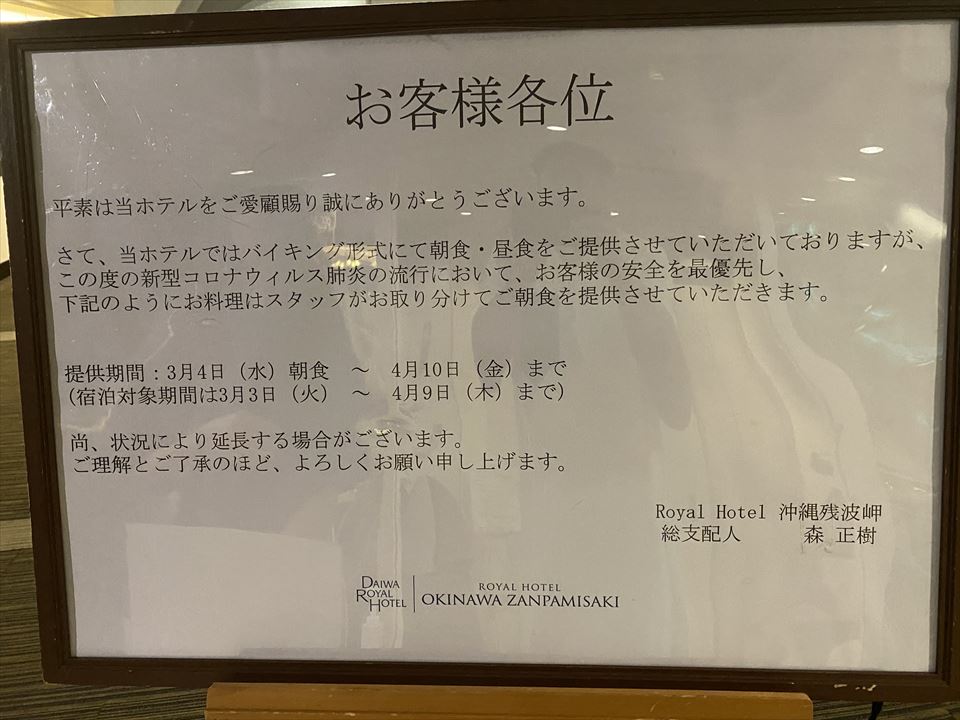 お客様各位
平素は当ホテルをご愛顧賜り誠にありがとうございます。
さて、当ホテルではバイキング形式にて朝食・昼食をご提供させていただいておりますが、
この度の新型コロナウィルス肺炎の流行において、お客様の安全を最優先し、
下記のようにお料理はスタッフがお取り分けてご朝食を提供させていただきます。
提供期間：3月4日（水）朝食　～　4月10日（金）まで
（宿泊対象期間は3月3日（火）　～　4月9日（木）まで）
尚、状況により延長する場合がございます。
ご理解とご了承のほど、よろしくお願い申し上げます。
Royal Hotel 沖縄残波岬
総支配人　　　森 正樹
DAIWA ROYAL HOTEL
ROYAL HOTEL
OKINAWA ZANPAMISAKI